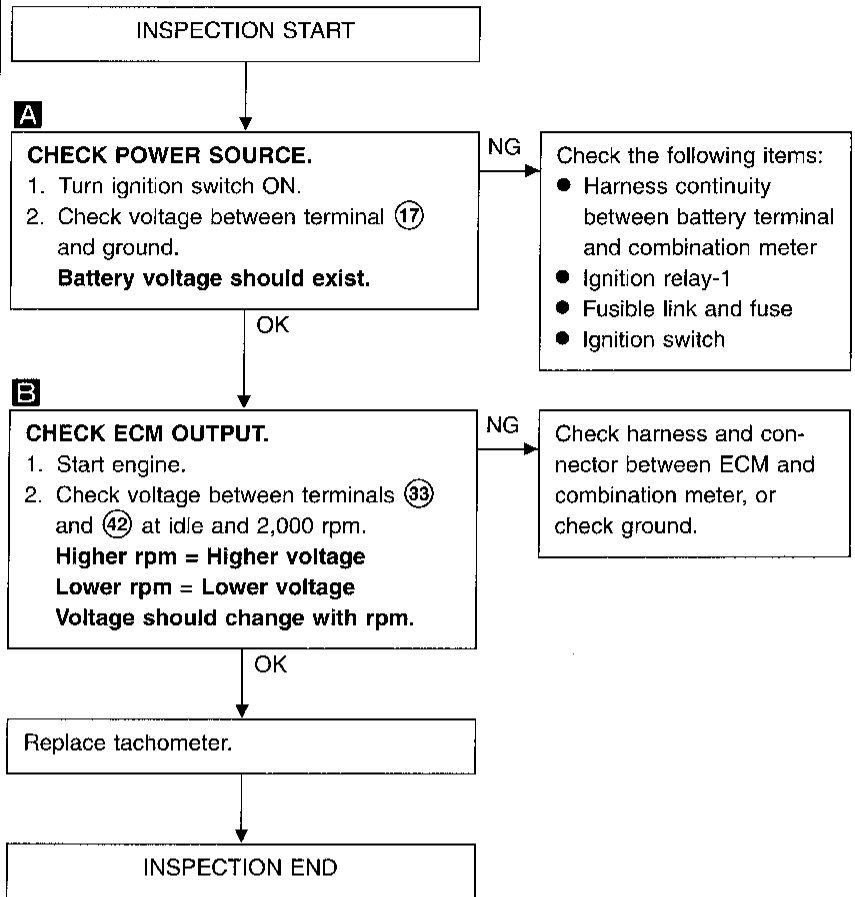 INSPECTION START
A
CHECK POWER SOURCE.
1. Turn ignition switch ON.
2. Check voltage between terminal ⑰
and ground.
Battery voltage should exist.
NG
Check the following items:
● Harness continuity
between battery terminal
and combination meter
● Ignition relay-1
● Fusible link and fuse
● Ignition switch
OK
B
CHECK ECM OUTPUT.
1. Start engine.
2. Check voltage between terminals ㉝
and ㊷ at idle and 2,000 rpm.
Higher rpm = Higher voltage
Lower rpm = Lower voltage
Voltage should change with rpm.
NG
Check harness and con-
nector between ECM and
combination meter, or
check ground.
OK
Replace tachometer.
INSPECTION END